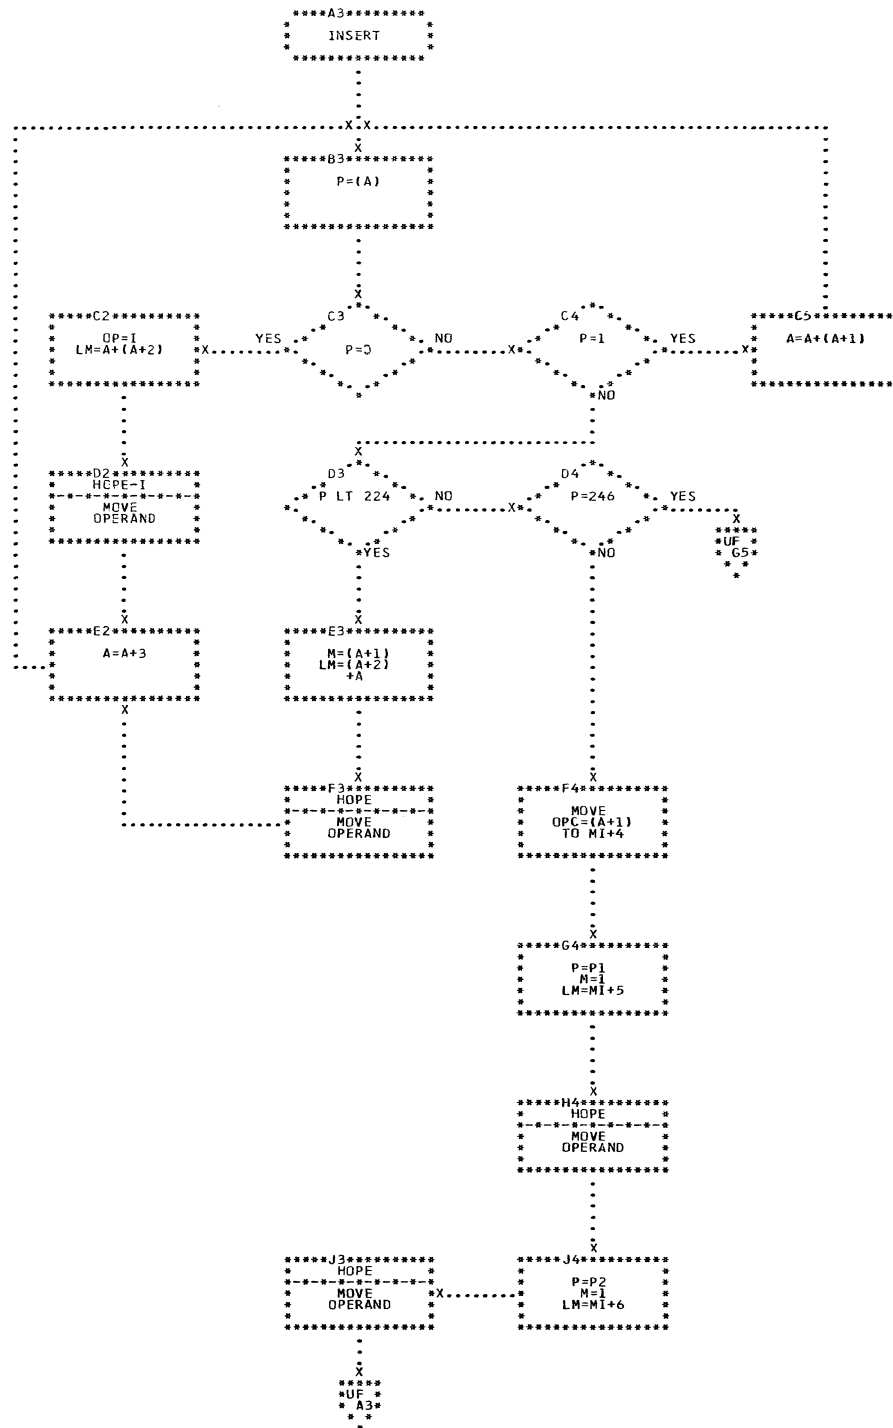 A3
INSERT
B3
P=(A)
C2
OP=I
LM=A+(A+2)
YES
C3
P=0
NO
C4
P=1
YES
NO
C5
A=A+(A+1)
D2
HOPE-I
MOVE
OPERAND
D3
P LT 224
NO
YES
D4
P=246
YES
NO
UF
G5
E2
A=A+3
E3
M=(A+1)
LM=(A+2)
+A
F3
HOPE
MOVE
OPERAND
F4
MOVE
OPC=(A+1)
TO MI+4
G4
P=P1
M=1
LM=MI+5
H4
HOPE
MOVE
OPERAND
J3
HOPE
MOVE
OPERAND
J4
P=P2
M=1
LM=MI+6
UF
A3